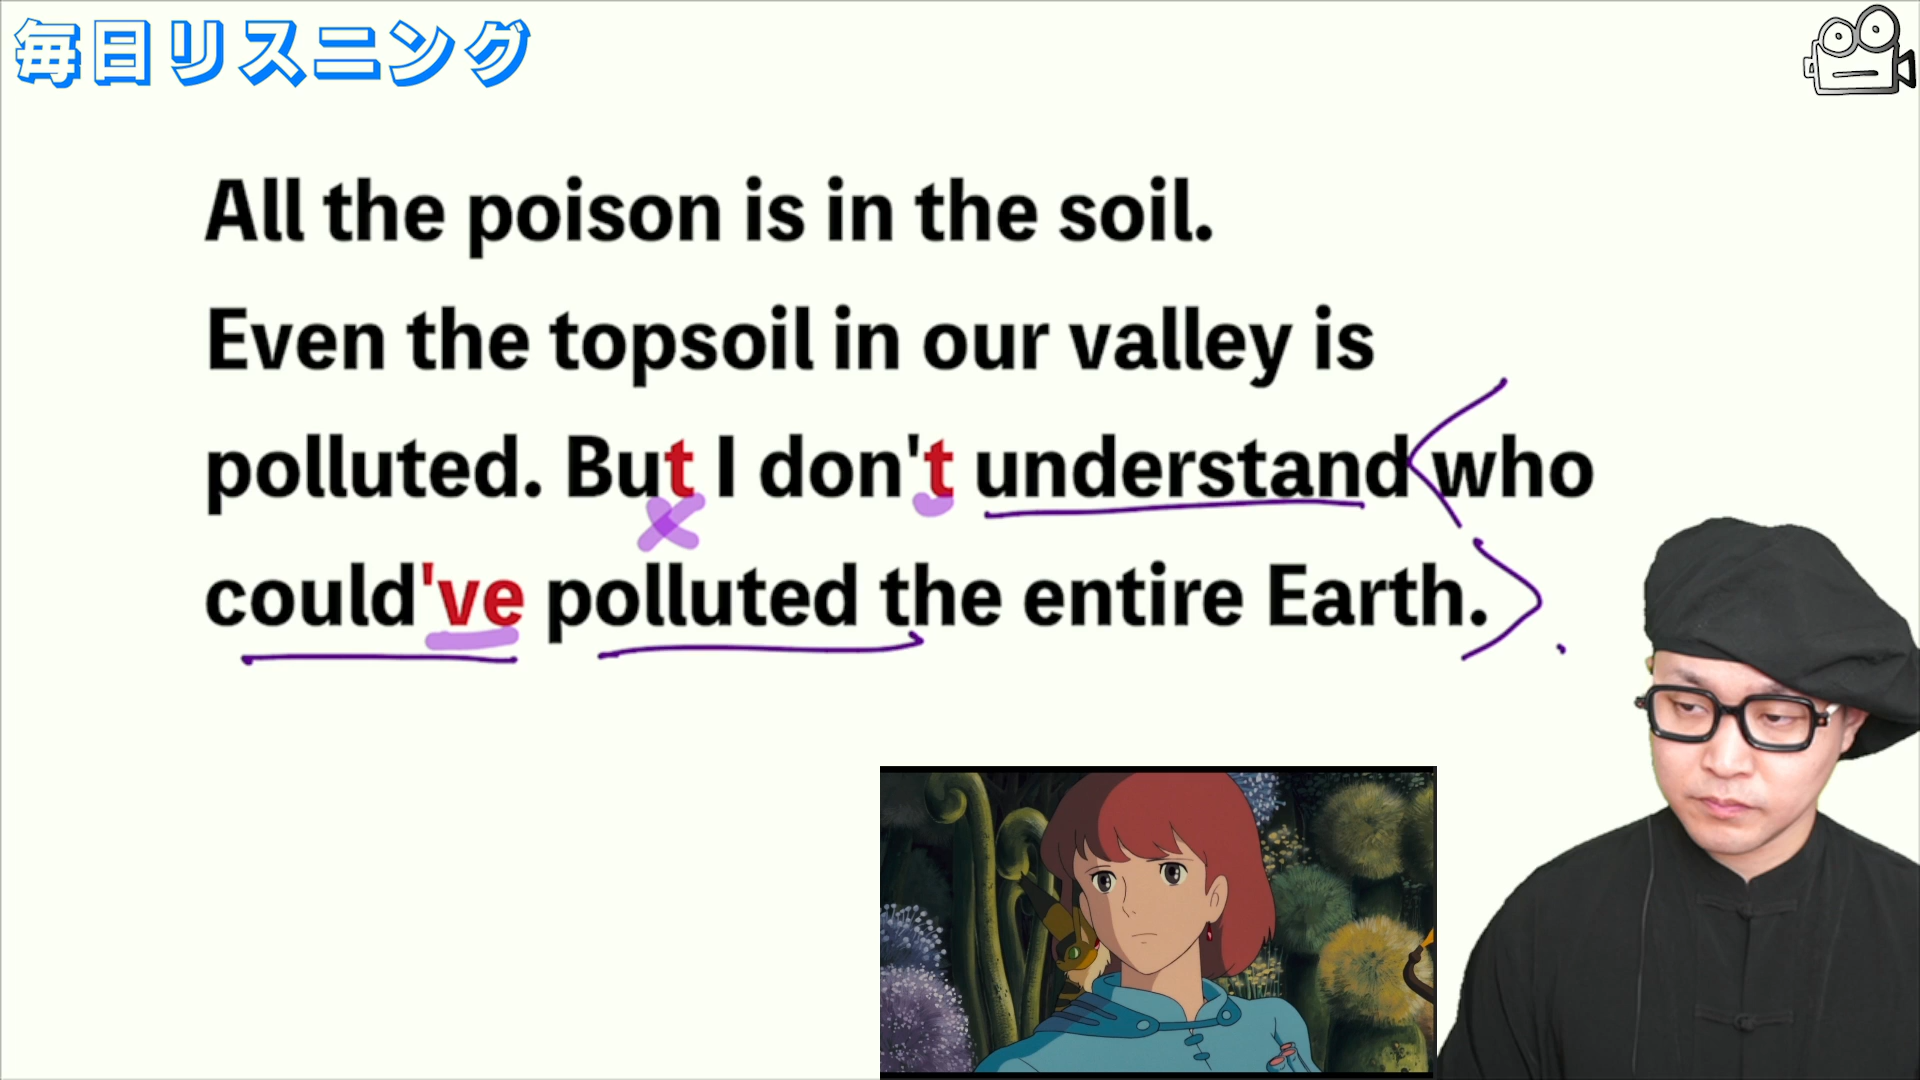 毎日リスニング
All the poison is in the soil.
Even the topsoil in our valley is
polluted. But I don't understand who
could've polluted the entire Earth.